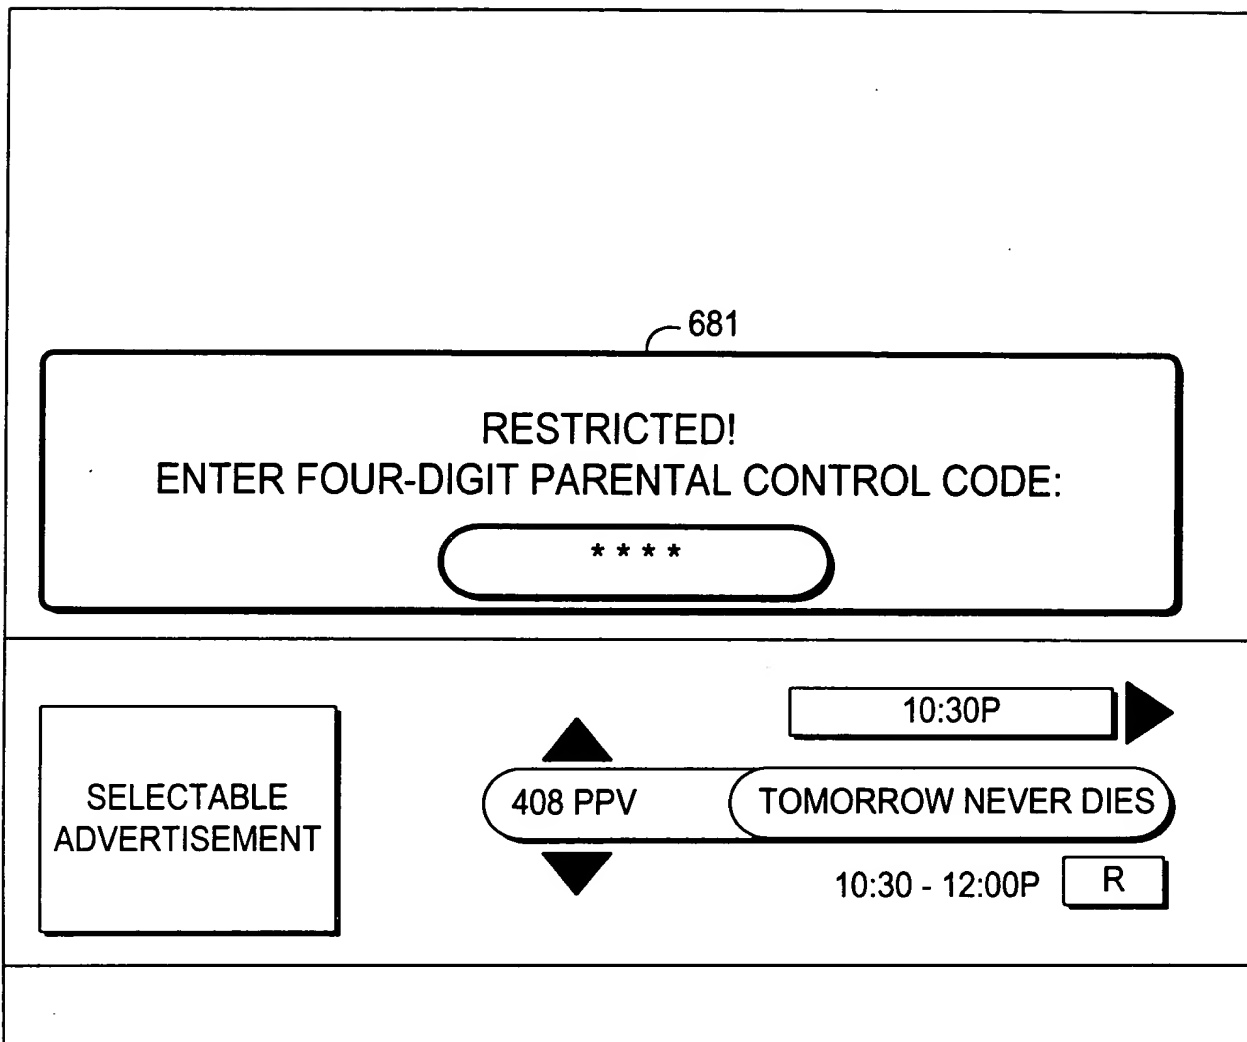 681
RESTRICTED!
ENTER FOUR-DIGIT PARENTAL CONTROL CODE:
* * * *
10:30P
SELECTABLE
ADVERTISEMENT
408 PPV
TOMORROW NEVER DIES
10:30 - 12:00P
R